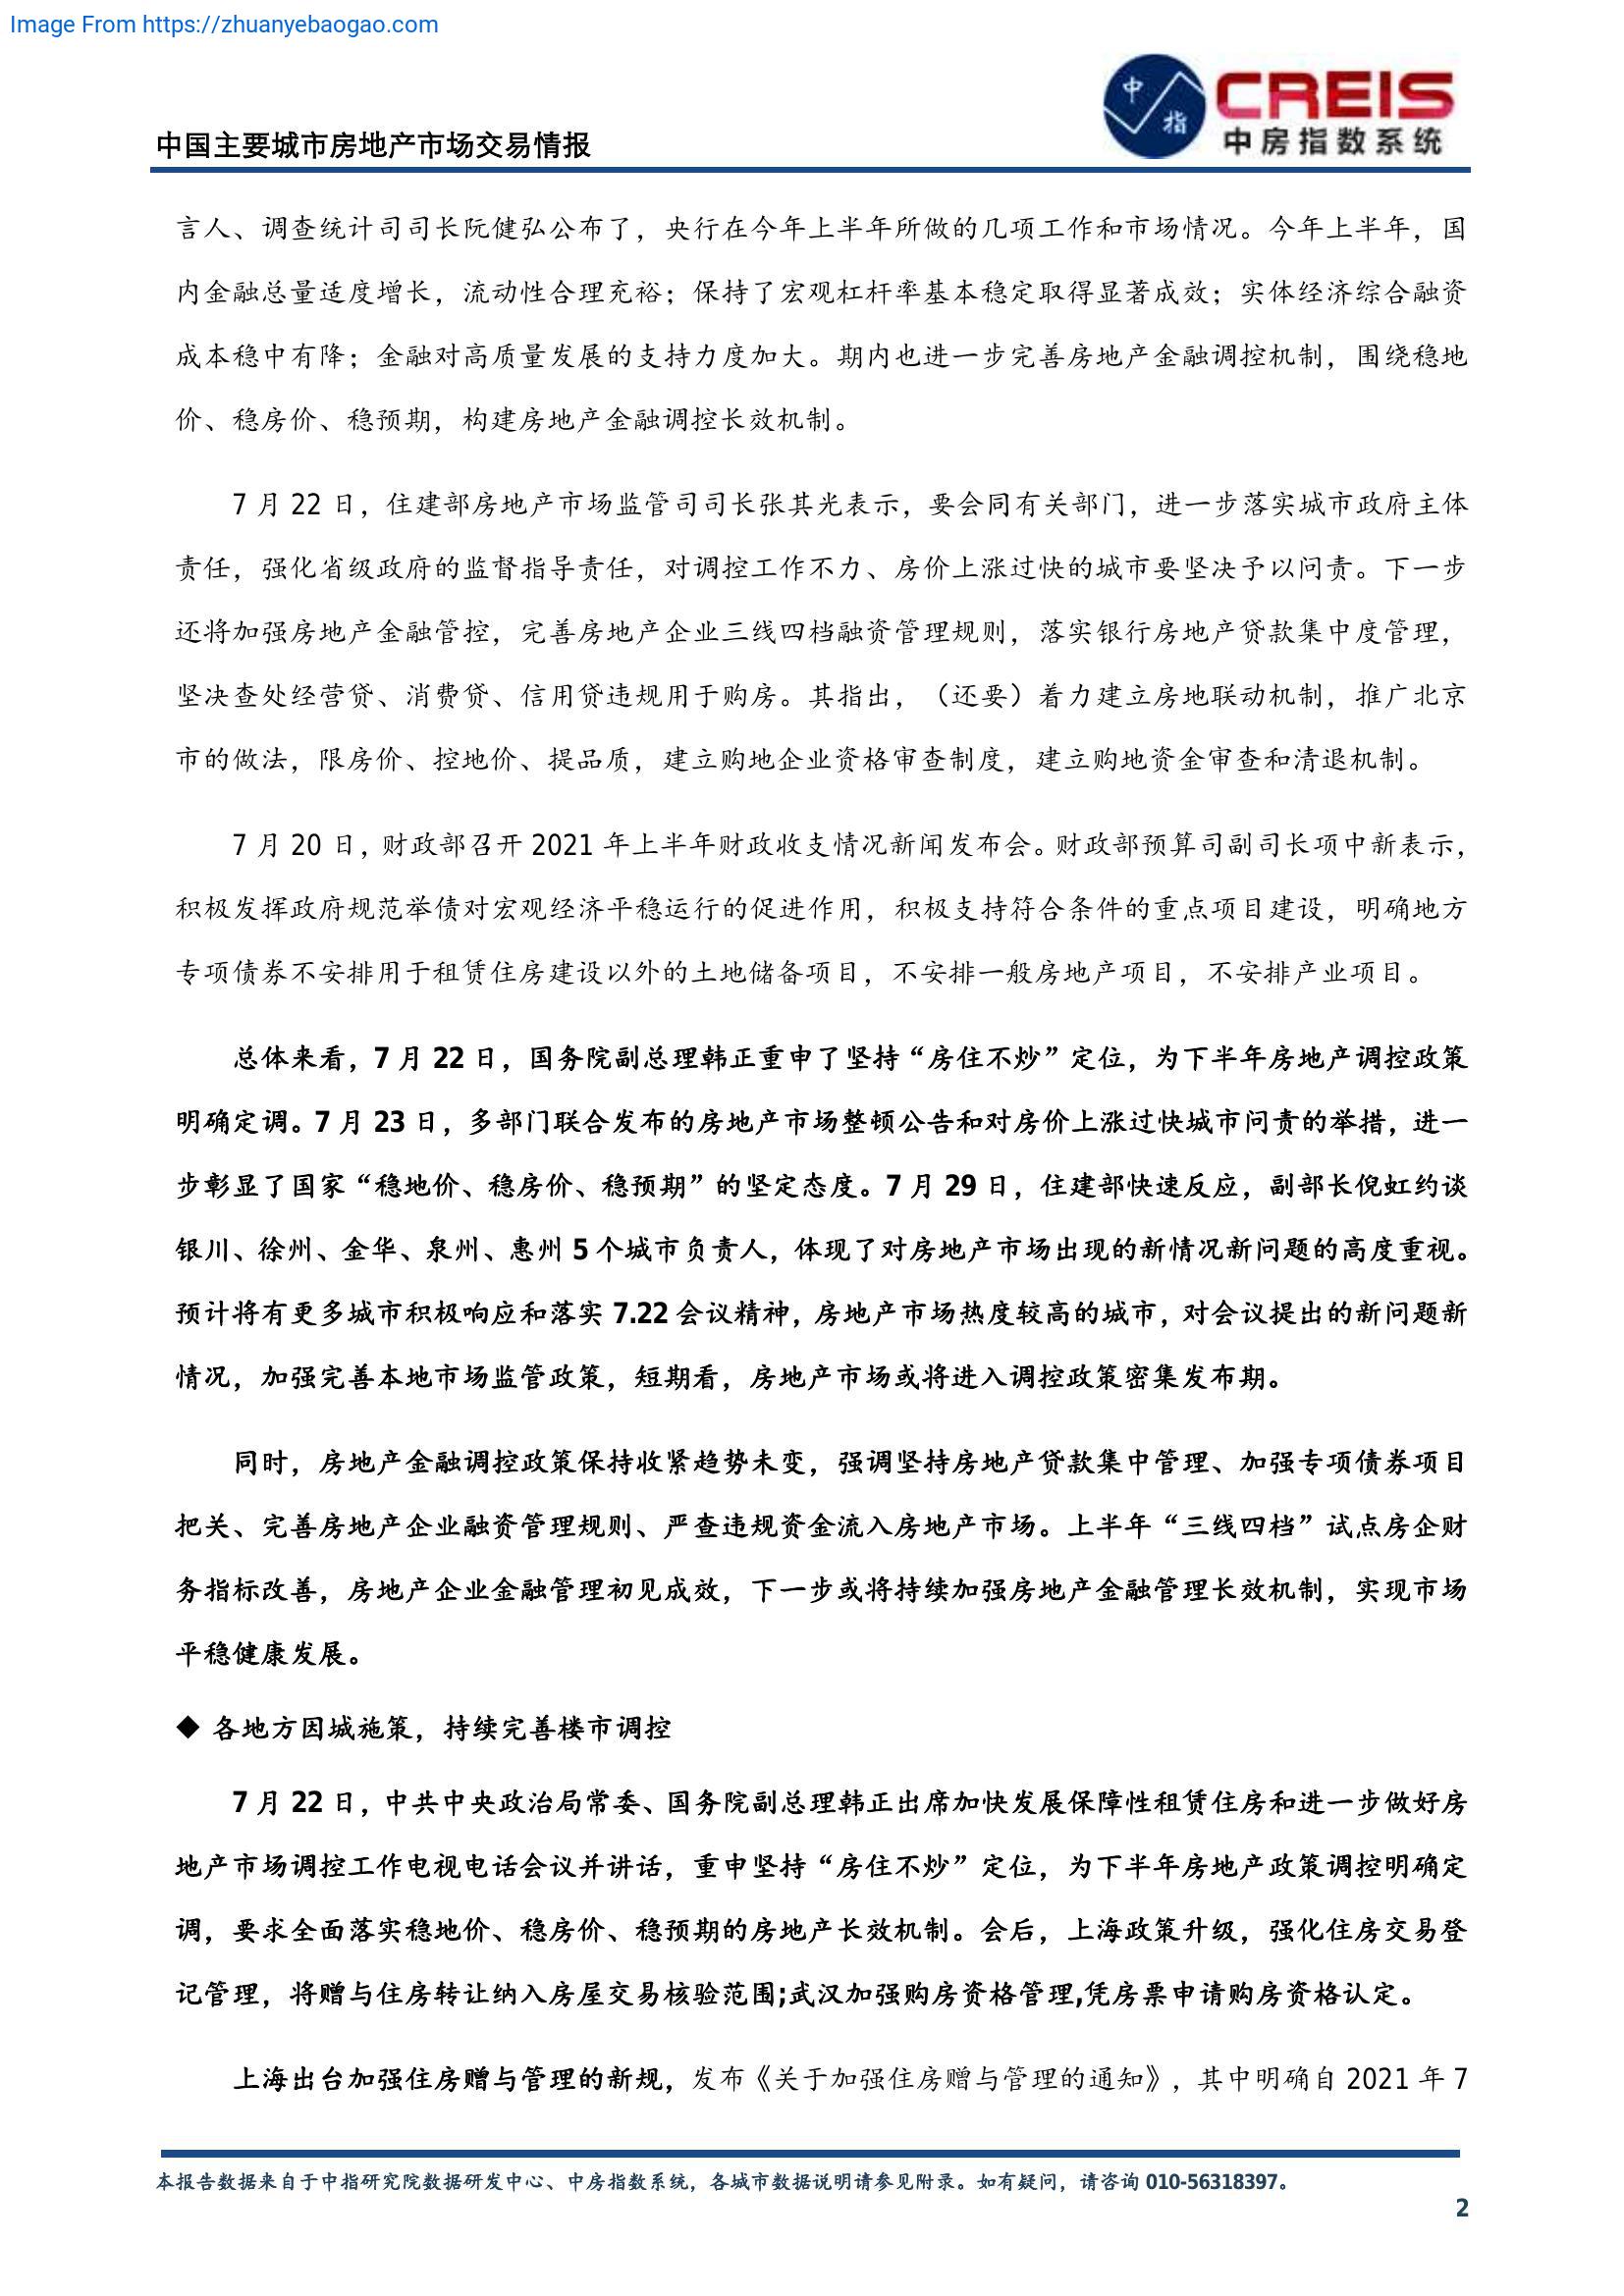 Image From https://zhuanyebaogao.com
中指
CREIS
中房指数系统
中国主要城市房地产市场交易情报
言人、调查统计司司长阮健弘公布了，央行在今年上半年所做的几项工作和市场情况。今年上半年，国
内金融总量适度增长，流动性合理充裕；保持了宏观杠杆率基本稳定取得显著成效；实体经济综合融资
成本稳中有降；金融对高质量发展的支持力度加大。期内也进一步完善房地产金融调控机制，围绕稳地
价、稳房价、稳预期，构建房地产金融调控长效机制。
7 月 22 日，住建部房地产市场监管司司长张其光表示，要会同有关部门，进一步落实城市政府主体
责任，强化省级政府的监督指导责任，对调控工作不力、房价上涨过快的城市要坚决予以问责。下一步
还将加强房地产金融管控，完善房地产企业三线四档融资管理规则，落实银行房地产贷款集中度管理，
坚决查处经营贷、消费贷、信用贷违规用于购房。其指出，（还要）着力建立房地联动机制，推广北京
市的做法，限房价、控地价、提品质，建立购地企业资格审查制度，建立购地资金审查和清退机制。
7 月 20 日，财政部召开 2021 年上半年财政收支情况新闻发布会。财政部预算司副司长项中新表示，
积极发挥政府规范举债对宏观经济平稳运行的促进作用，积极支持符合条件的重点项目建设，明确地方
专项债券不安排用于租赁住房建设以外的土地储备项目，不安排一般房地产项目，不安排产业项目。
总体来看，7 月 22 日，国务院副总理韩正重申了坚持“房住不炒”定位，为下半年房地产调控政策
明确定调。7 月 23 日，多部门联合发布的房地产市场整顿公告和对房价上涨过快城市问责的举措，进一
步彰显了国家“稳地价、稳房价、稳预期”的坚定态度。7 月 29 日，住建部快速反应，副部长倪虹约谈
银川、徐州、金华、泉州、惠州 5 个城市负责人，体现了对房地产市场出现的新情况新问题的高度重视。
预计将有更多城市积极响应和落实 7.22 会议精神，房地产市场热度较高的城市，对会议提出的新问题新
情况，加强完善本地市场监管政策，短期看，房地产市场或将进入调控政策密集发布期。
同时，房地产金融调控政策保持收紧趋势未变，强调坚持房地产贷款集中管理、加强专项债券项目
把关、完善房地产企业融资管理规则、严查违规资金流入房地产市场。上半年“三线四档”试点房企财
务指标改善，房地产企业金融管理初见成效，下一步或将持续加强房地产金融管理长效机制，实现市场
平稳健康发展。
◆ 各地方因城施策，持续完善楼市调控
7 月 22 日，中共中央政治局常委、国务院副总理韩正出席加快发展保障性租赁住房和进一步做好房
地产市场调控工作电视电话会议并讲话，重申坚持“房住不炒”定位，为下半年房地产政策调控明确定
调，要求全面落实稳地价、稳房价、稳预期的房地产长效机制。会后，上海政策升级，强化住房交易登
记管理，将赠与住房转让纳入房屋交易核验范围;武汉加强购房资格管理,凭房票申请购房资格认定。
上海出台加强住房赠与管理的新规，发布《关于加强住房赠与管理的通知》，其中明确自 2021 年 7
本报告数据来自于中指研究院数据研发中心、中房指数系统，各城市数据说明请参见附录。如有疑问，请咨询 010-56318397。
2